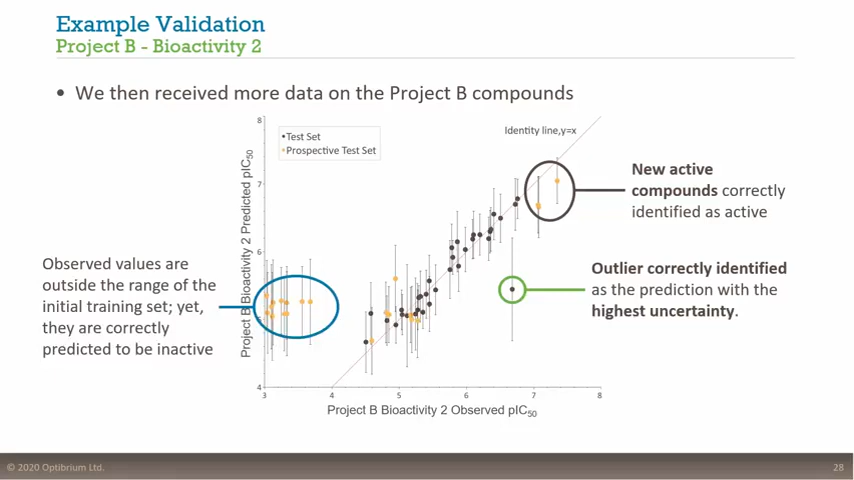 Example Validation
Project B - Bioactivity 2
• We then received more data on the Project B compounds
Project B Bioactivity 2 Predicted pIC50
8
7
6
5
4
•Test Set
•Prospective Test Set
Identity line,y=x
New active
compounds correctly
identified as active
Observed values are
outside the range of the
initial training set; yet,
they are correctly
predicted to be inactive
Outlier correctly identified
as the prediction with the
highest uncertainty.
3 4 5 6 7 8
Project B Bioactivity 2 Observed pIC50
© 2020 Optibrium Ltd.
28